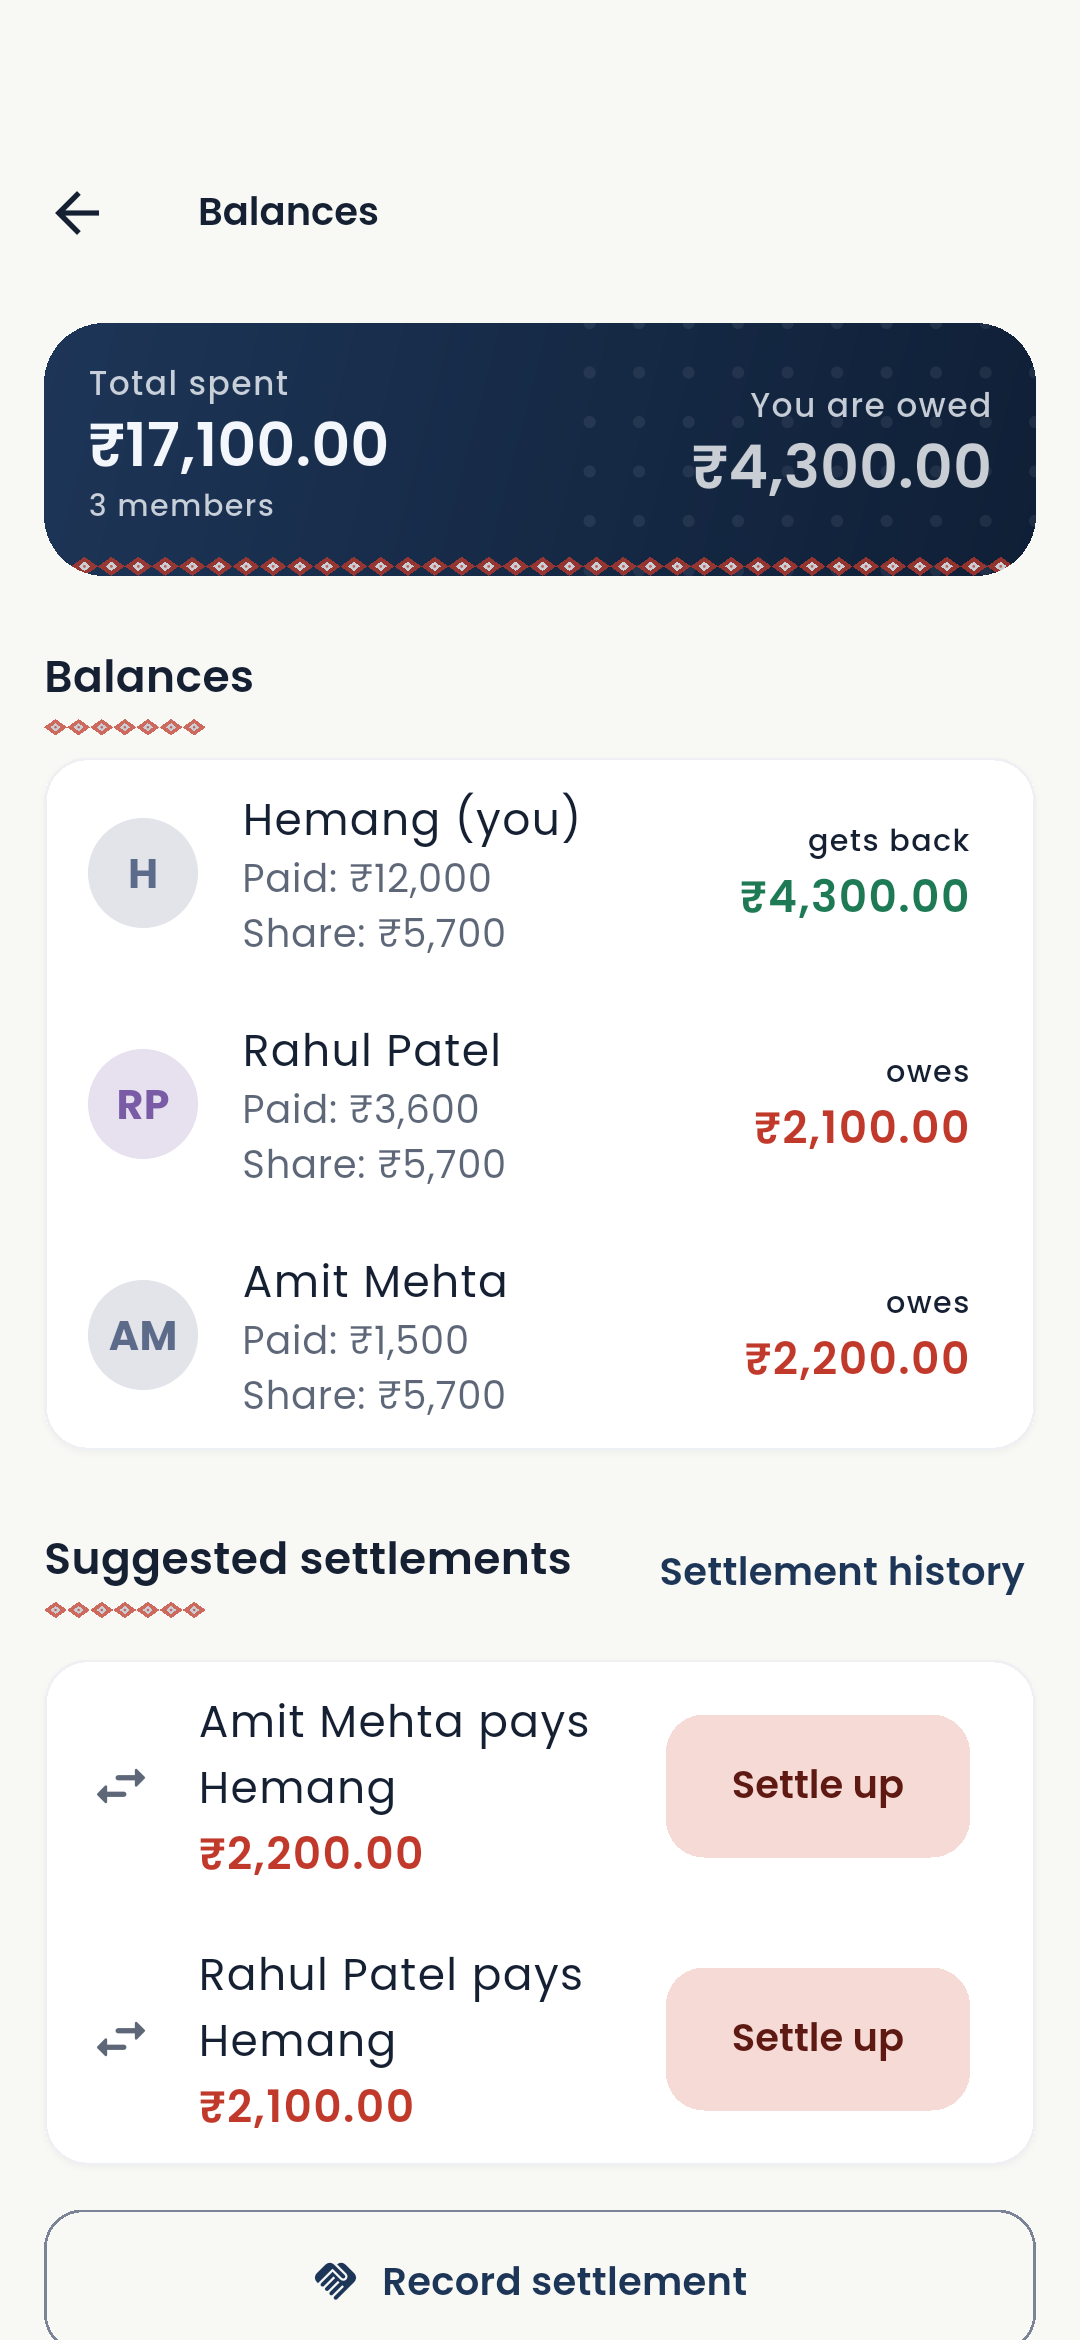 Balances
Total spent
₹17,100.00
3 members
You are owed
₹4,300.00
Balances
H
Hemang (you)
Paid: ₹12,000
Share: ₹5,700
gets back
₹4,300.00
RP
Rahul Patel
Paid: ₹3,600
Share: ₹5,700
owes
₹2,100.00
AM
Amit Mehta
Paid: ₹1,500
Share: ₹5,700
owes
₹2,200.00
Suggested settlements
Settlement history
Amit Mehta pays
Hemang
₹2,200.00
Settle up
Rahul Patel pays
Hemang
₹2,100.00
Settle up
Record settlement